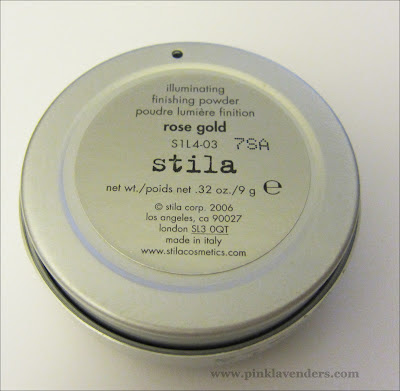 illuminating
finishing powder
poudre lumière finition
rose gold
S1L4-03 7SA
stila
net wt./poids net .32 oz./9 g e
© stila corp. 2006
los angeles, ca 90027
london SL3 0QT
made in italy
www.stilacosmetics.com
www.pinklavenders.com